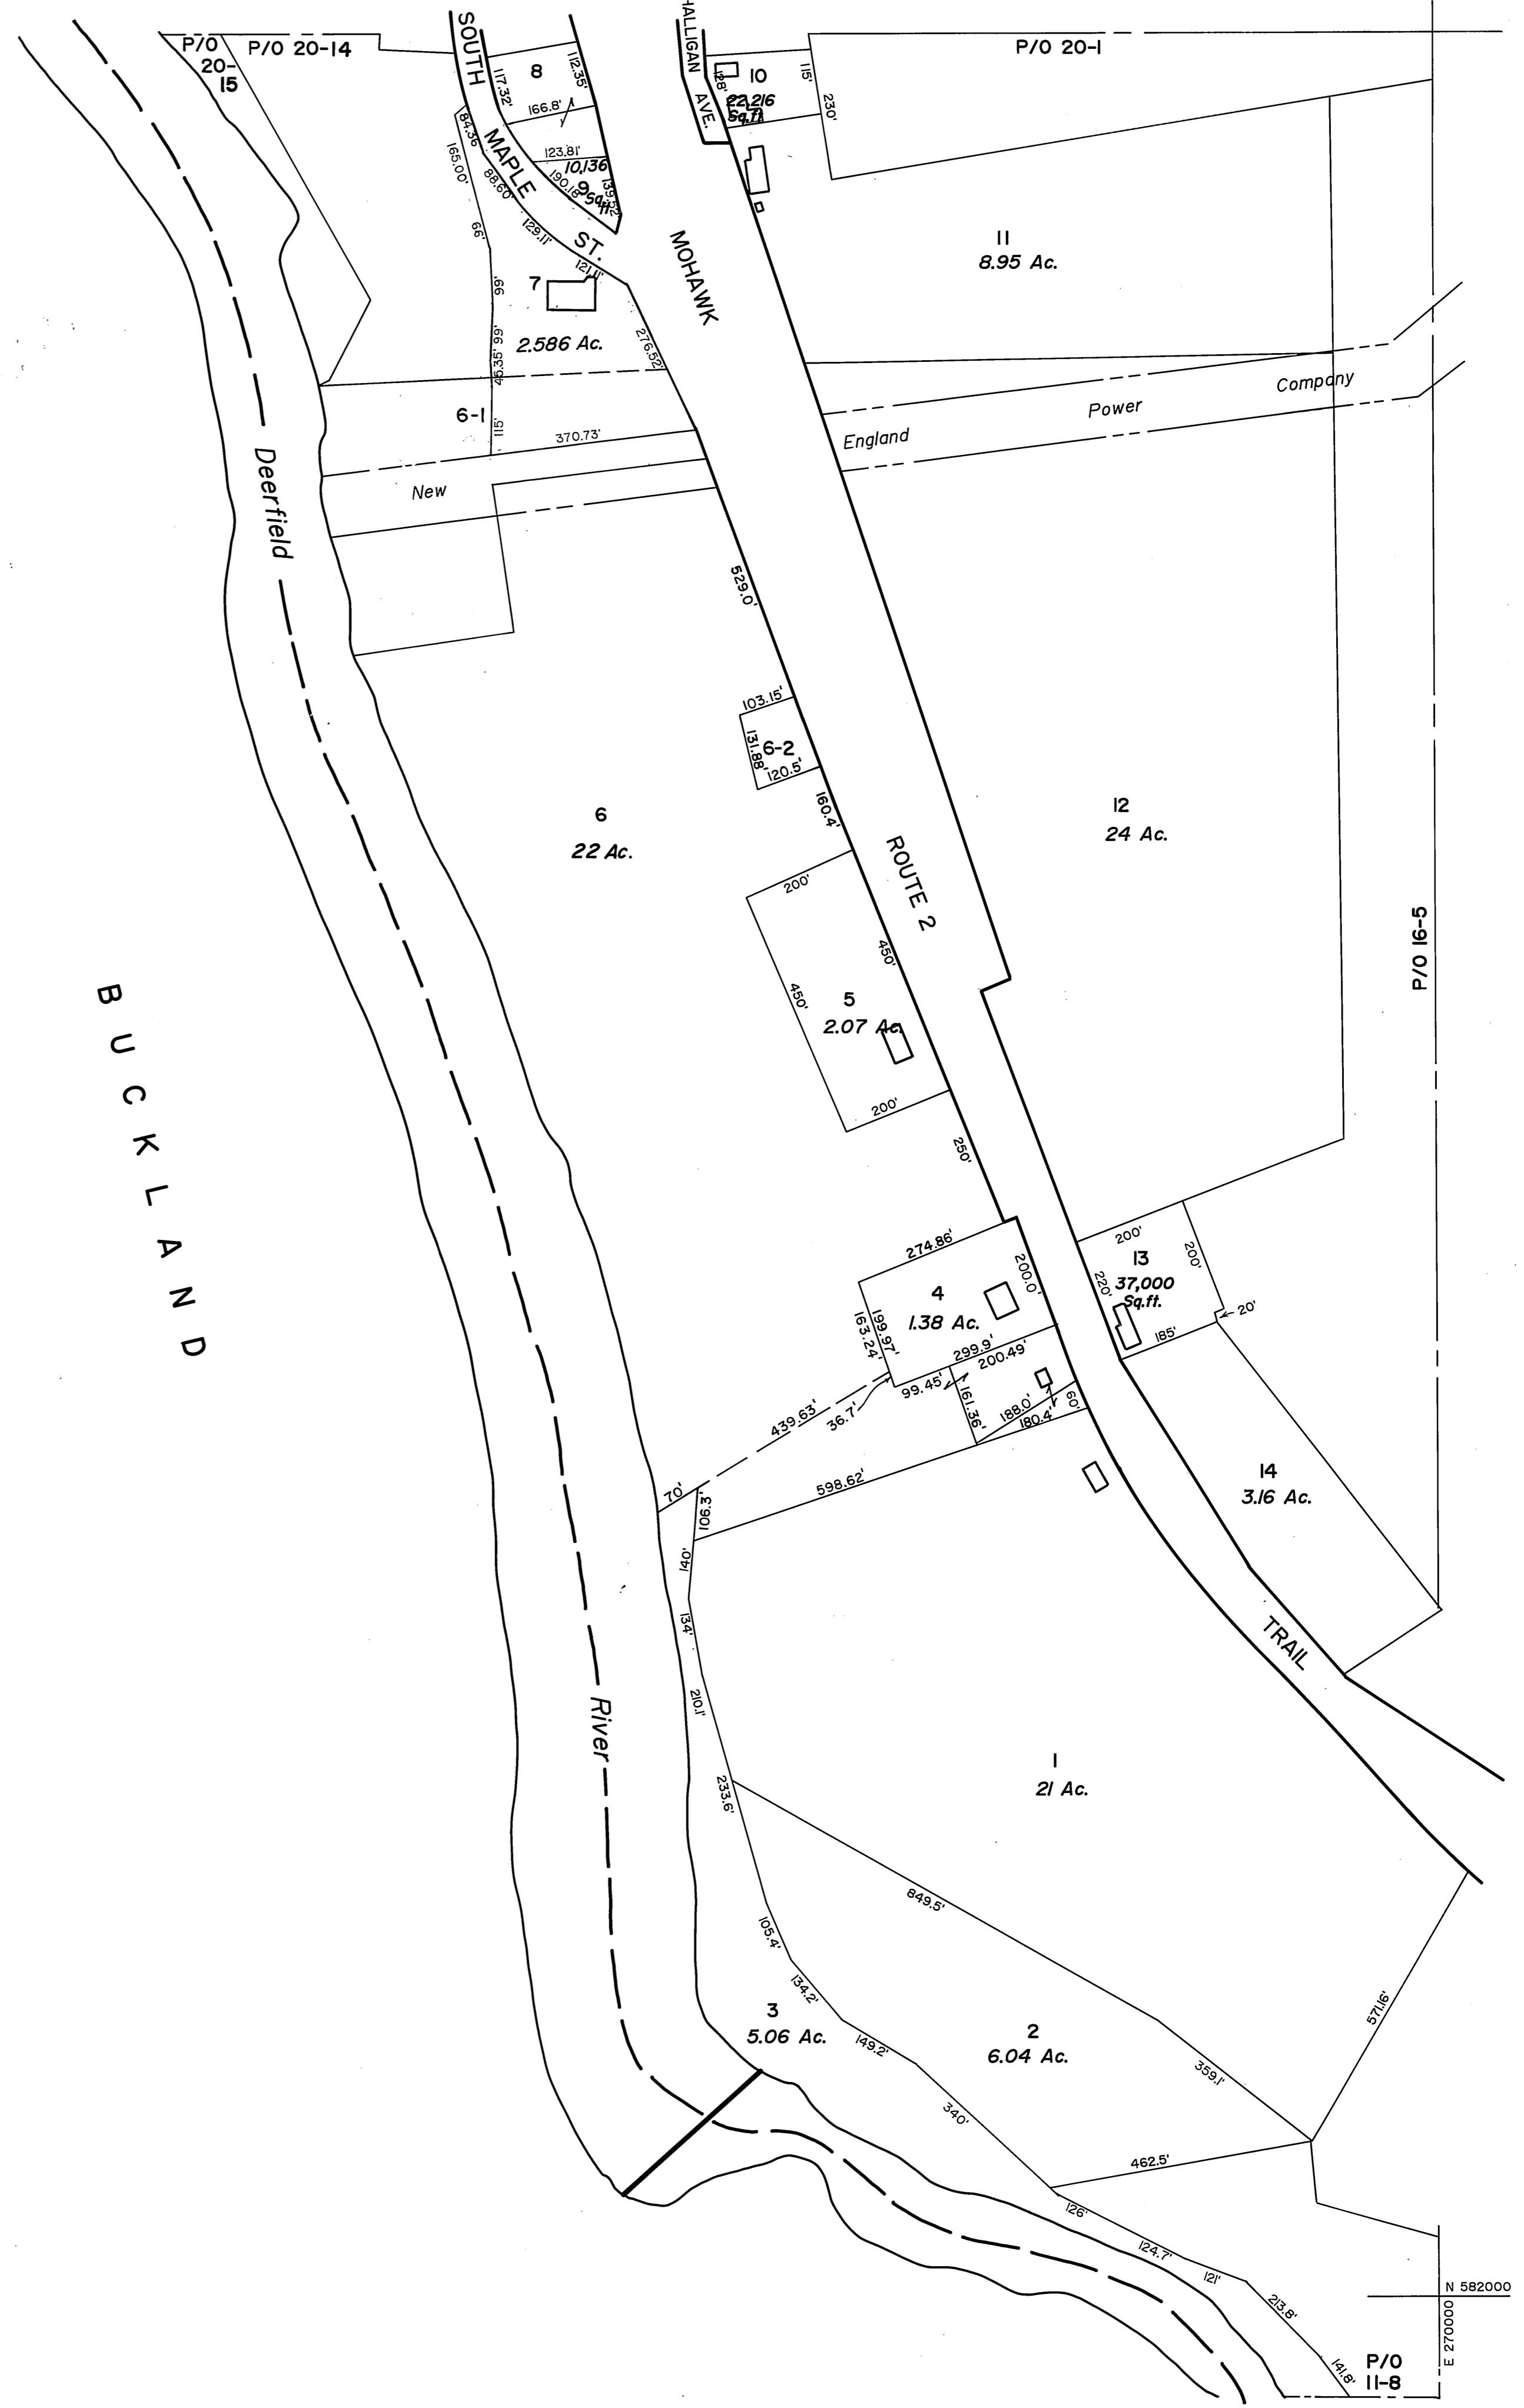 P/O
20-
15
P/O 20-14
SOUTH
MAPLE
ST.
8
117.32'
112.35'
166.8'
123.81'
10,136
9 Sq.
ft.
190.18'
139.52'
84.36'
165.00'
88.60'
129.11'
121.11'
66'
99'
99'
45.35'
115'
7
2.586 Ac.
276.52'
6-1
370.73'
HALLIGAN
AVE.
10
128'
22,216
Sq.ft.
115'
230'
P/O 20-1
MOHAWK
11
8.95 Ac.
New
England
Power
Company
Deerfield
529.0'
103.15'
131.88'
6-2
120.5'
160.4'
6
22 Ac.
12
24 Ac.
ROUTE 2
P/O 16-5
200'
450'
450'
5
2.07 Ac.
200'
250'
BUCKLAND
274.86'
200.0'
4
1.38 Ac.
199.97'
163.24'
299.9'
200.49'
99.45'
36.7'
439.63'
161.36'
188.0'
180.4'
60'
200'
200'
13
37,000
Sq.ft.
220'
20'
185'
598.62'
70'
106.3'
140'
134'
210.1'
233.6'
14
3.16 Ac.
TRAIL
River
1
21 Ac.
849.5'
105.4'
134.2'
3
5.06 Ac.
149.2'
2
6.04 Ac.
359.1'
571.16'
340'
462.5'
126'
124.7'
121'
213.8'
141.8'
N 582000
E 270000
P/O
11-8